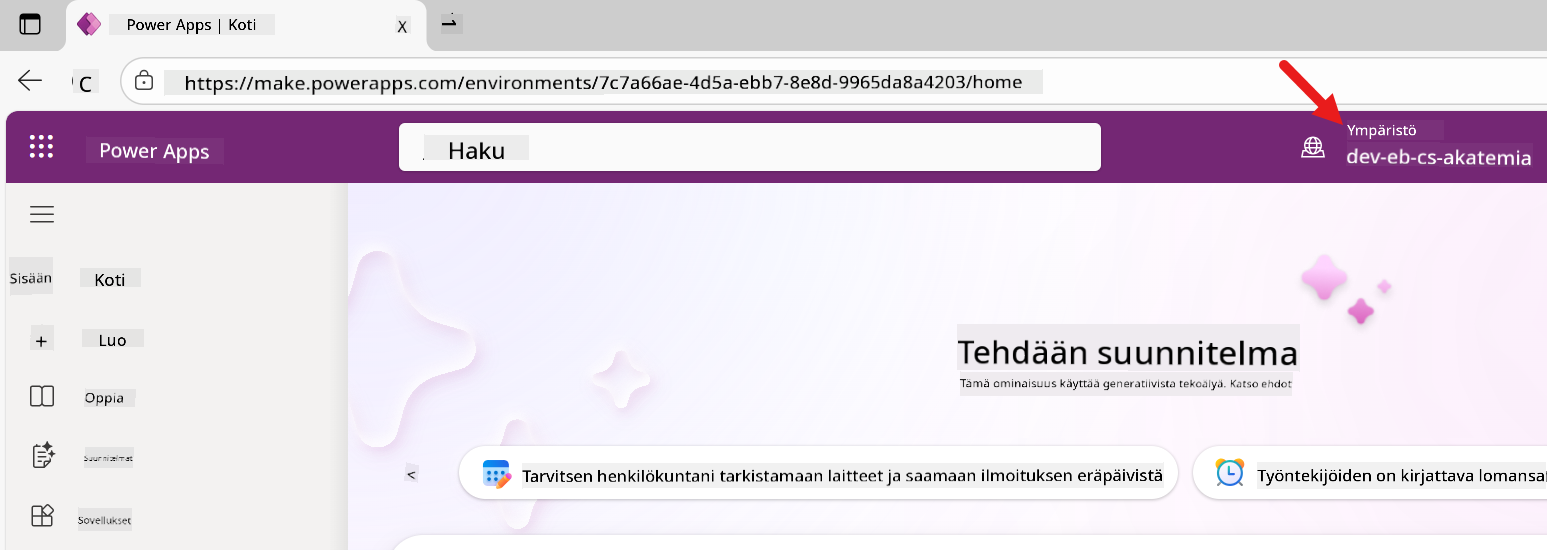 Power Apps | Koti
X
C
https://make.powerapps.com/environments/7c7a66ae-4d5a-ebb7-8e8d-9965da8a4203/home
Power Apps
Haku
Ympäristö
dev-eb-cs-akatemia
Sisään
Koti
+
Luo
Oppia
Suunnitelmat
Sovellukset
Tehdään suunnitelma
Tämä ominaisuus käyttää generatiivista tekoälyä. Katso ehdot
<
Tarvitsen henkilökuntani tarkistamaan laitteet ja saamaan ilmoituksen eräpäivistä
Työntekijöiden on kirjattava